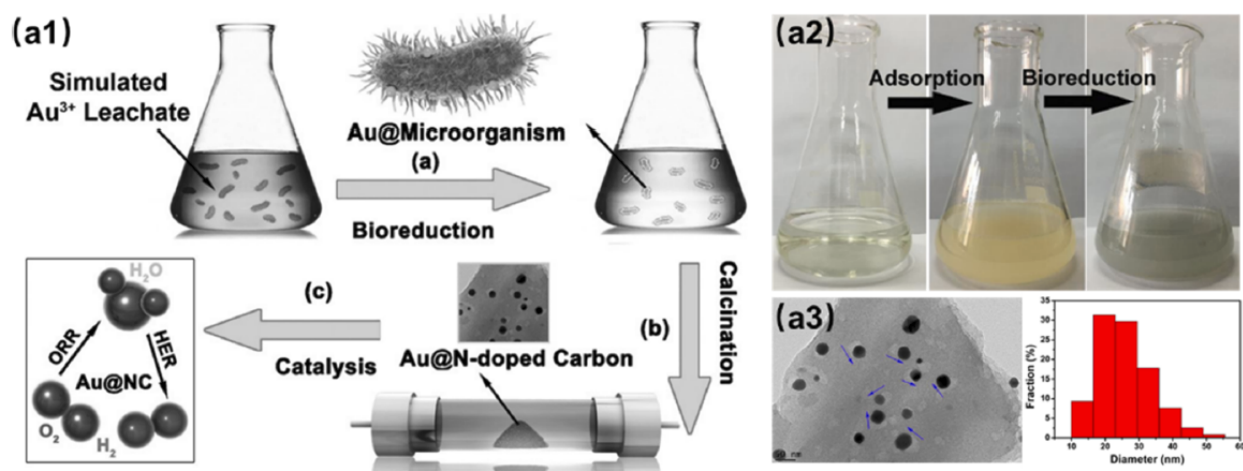 (a1)
Simulated
Au³⁺ Leachate
Au@Microorganism
(a)
Bioreduction
Calcination
(b)
(c)
Catalysis
Au@N-doped Carbon
H₂O
ORR
HER
Au@NC
O₂
H₂
(a2)
Adsorption
Bioreduction
(a3)
50 nm
Fraction (%)
35
30
25
20
15
10
5
0
10 20 30 40 50 60
Diameter (nm)